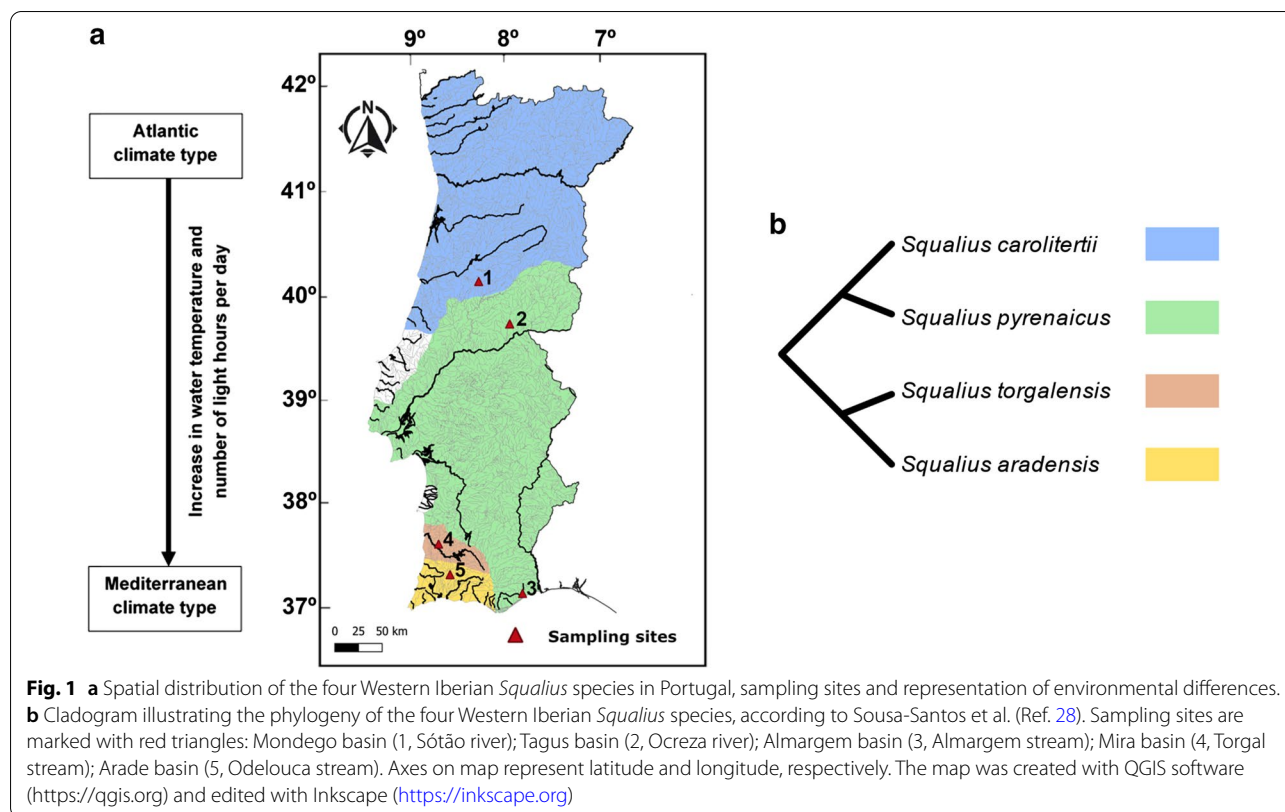 a
9º 8º 7º
42º
41º
40º
39º
38º
37º
N
Atlantic
climate type
Increase in water temperature and
number of light hours per day
Mediterranean
climate type
1
2
4
5
3
0 25 50 km
Sampling sites
b
Squalius carolitertii
Squalius pyrenaicus
Squalius torgalensis
Squalius aradensis
Fig. 1 a Spatial distribution of the four Western Iberian Squalius species in Portugal, sampling sites and representation of environmental differences.
b Cladogram illustrating the phylogeny of the four Western Iberian Squalius species, according to Sousa-Santos et al. (Ref. 28). Sampling sites are
marked with red triangles: Mondego basin (1, Sótão river); Tagus basin (2, Ocreza river); Almargem basin (3, Almargem stream); Mira basin (4, Torgal
stream); Arade basin (5, Odelouca stream). Axes on map represent latitude and longitude, respectively. The map was created with QGIS software
(https://qgis.org) and edited with Inkscape (https://inkscape.org)